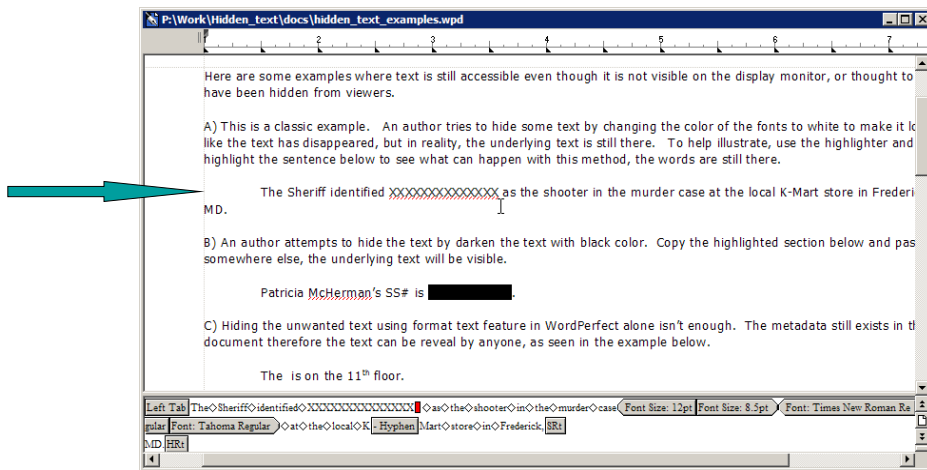 P:\Work\Hidden_text\docs\hidden_text_examples.wpd
2 3 4 5 6 7
Here are some examples where text is still accessible even though it is not visible on the display monitor, or thought to
have been hidden from viewers.
A) This is a classic example. An author tries to hide some text by changing the color of the fonts to white to make it lo
like the text has disappeared, but in reality, the underlying text is still there. To help illustrate, use the highlighter and
highlight the sentence below to see what can happen with this method, the words are still there.
The Sheriff identified XXXXXXXXXXXXXX as the shooter in the murder case at the local K-Mart store in Frederi
MD.
B) An author attempts to hide the text by darken the text with black color. Copy the highlighted section below and pas
somewhere else, the underlying text will be visible.
Patricia McHerman's SS# is .
C) Hiding the unwanted text using format text feature in WordPerfect alone isn't enough. The metadata still exists in th
document therefore the text can be reveal by anyone, as seen in the example below.
The is on the 11th floor.
Left Tab The◇Sheriff◇identified◇XXXXXXXXXXXXXX ◇as◇the◇shooter◇in◇the◇murder◇case Font Size: 12pt Font Size: 8.5pt Font: Times New Roman Re
gular Font: Tahoma Regular ◇at◇the◇local◇K - Hyphen Mart◇store◇in◇Frederick, SRt
MD. HRt